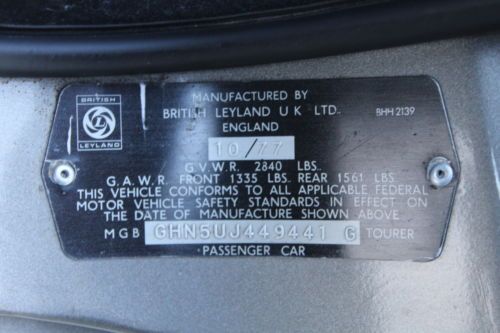 BRITISH
L
LEYLAND
MANUFACTURED BY
BRITISH LEYLAND U K LTD.
BHH 2139
ENGLAND
10/77
G.V.W.R. 2840 LBS.
G.A.W.R. FRONT 1335 LBS. REAR 1561 LBS
THIS VEHICLE CONFORMS TO ALL APPLICABLE FEDERAL
MOTOR VEHICLE SAFETY STANDARDS IN EFFECT ON
THE DATE OF MANUFACTURE SHOWN ABOVE.
MGB GHN5UJ449441 G TOURER
PASSENGER CAR